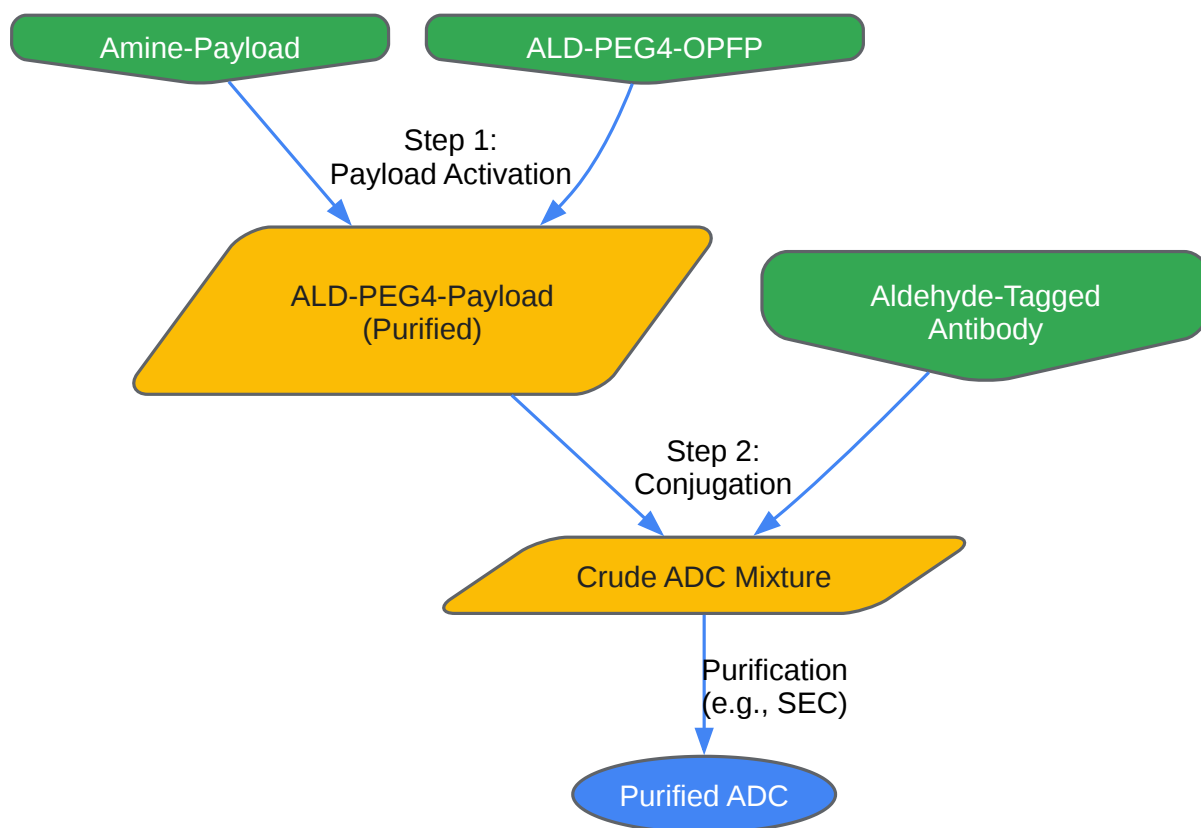 Amine-Payload
ALD-PEG4-OPFP
Step 1:
Payload Activation
ALD-PEG4-Payload
(Purified)
Aldehyde-Tagged
Antibody
Step 2:
Conjugation
Crude ADC Mixture
Purification
(e.g., SEC)
Purified ADC